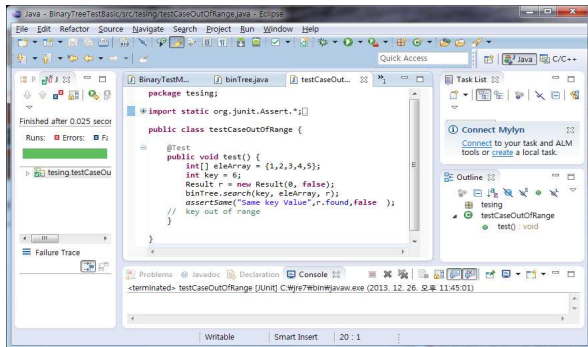 Java - BinaryTreeTestBasic/src/tesing/testCaseOutOfRange.java - Eclipse
File Edit Refactor Source Navigate Search Project Run Window Help
Quick Access
Java
C/C++
BinaryTestM...
binTree.java
testCaseOut...
Finished after 0.025 secor
Runs:
Errors:
Fa
tesing.testCaseOu
Failure Trace
package tesing;
import static org.junit.Assert.*;
public class testCaseOutOfRange {
@Test
public void test() {
int[] eleArray = {1,2,3,4,5};
int key = 6;
Result r = new Result(0, false);
binTree.search(key, eleArray, r);
assertSame("Same key Value",r.found,false );
// key out of range
}
}
Task List
Connect Mylyn
Connect to your task and ALM
tools or create a local task.
Outline
tesing
testCaseOutOfRange
test() : void
Problems @ Javadoc Declaration Console
<terminated> testCaseOutOfRange [JUnit] C:₩jre7₩bin₩javaw.exe (2013. 12. 26. 오후 11:45:01)
Writable
Smart Insert
20 : 1